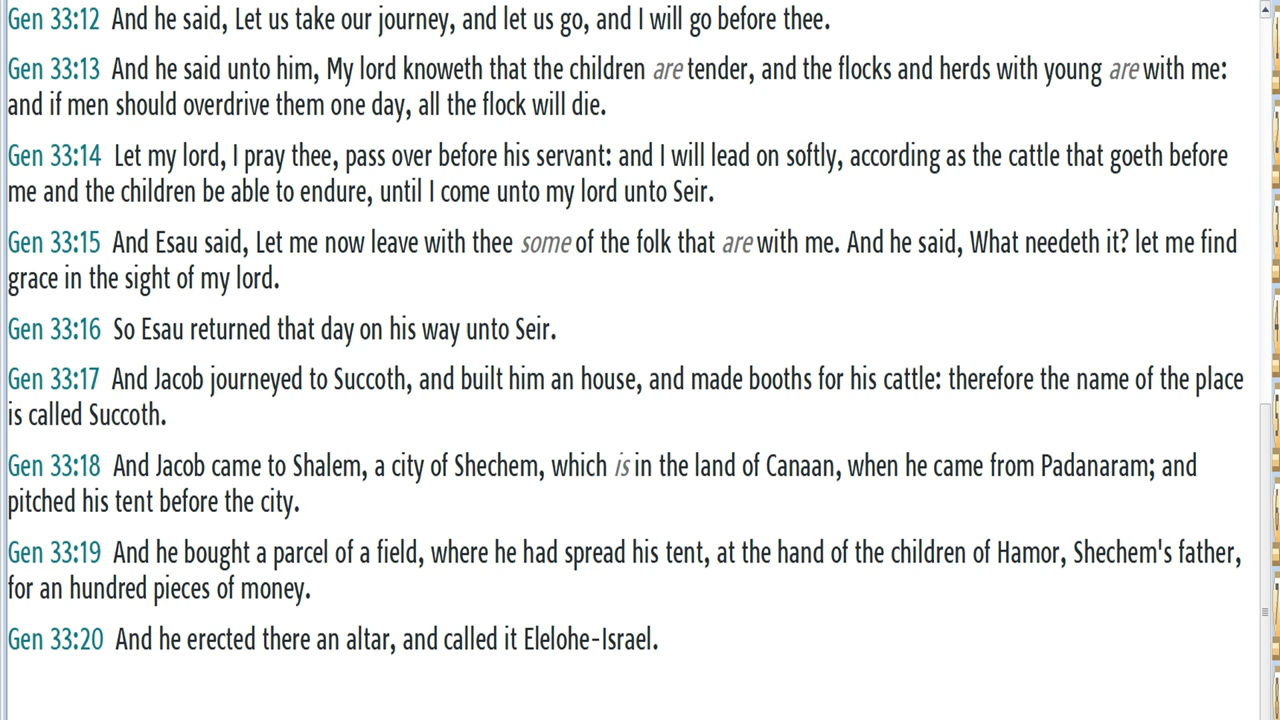 Gen 33:12 And he said, Let us take our journey, and let us go, and I will go before thee.
Gen 33:13 And he said unto him, My lord knoweth that the children are tender, and the flocks and herds with young are with me:
and if men should overdrive them one day, all the flock will die.
Gen 33:14 Let my lord, I pray thee, pass over before his servant: and I will lead on softly, according as the cattle that goeth before
me and the children be able to endure, until I come unto my lord unto Seir.
Gen 33:15 And Esau said, Let me now leave with thee some of the folk that are with me. And he said, What needeth it? let me find
grace in the sight of my lord.
Gen 33:16 So Esau returned that day on his way unto Seir.
Gen 33:17 And Jacob journeyed to Succoth, and built him an house, and made booths for his cattle: therefore the name of the place
is called Succoth.
Gen 33:18 And Jacob came to Shalem, a city of Shechem, which is in the land of Canaan, when he came from Padanaram; and
pitched his tent before the city.
Gen 33:19 And he bought a parcel of a field, where he had spread his tent, at the hand of the children of Hamor, Shechem's father,
for an hundred pieces of money.
Gen 33:20 And he erected there an altar, and called it Elelohe-Israel.